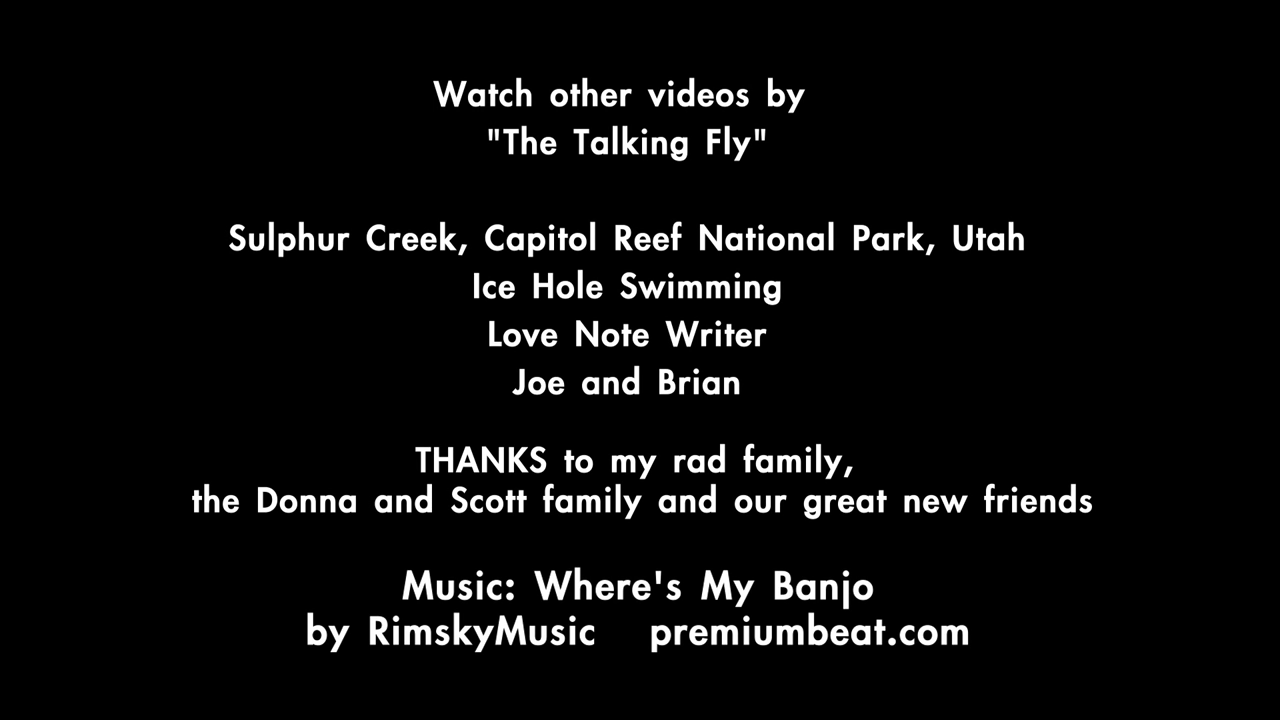 Watch other videos by
"The Talking Fly"
Sulphur Creek, Capitol Reef National Park, Utah
Ice Hole Swimming
Love Note Writer
Joe and Brian
THANKS to my rad family,
the Donna and Scott family and our great new friends
Music: Where's My Banjo
by RimskyMusic premiumbeat.com